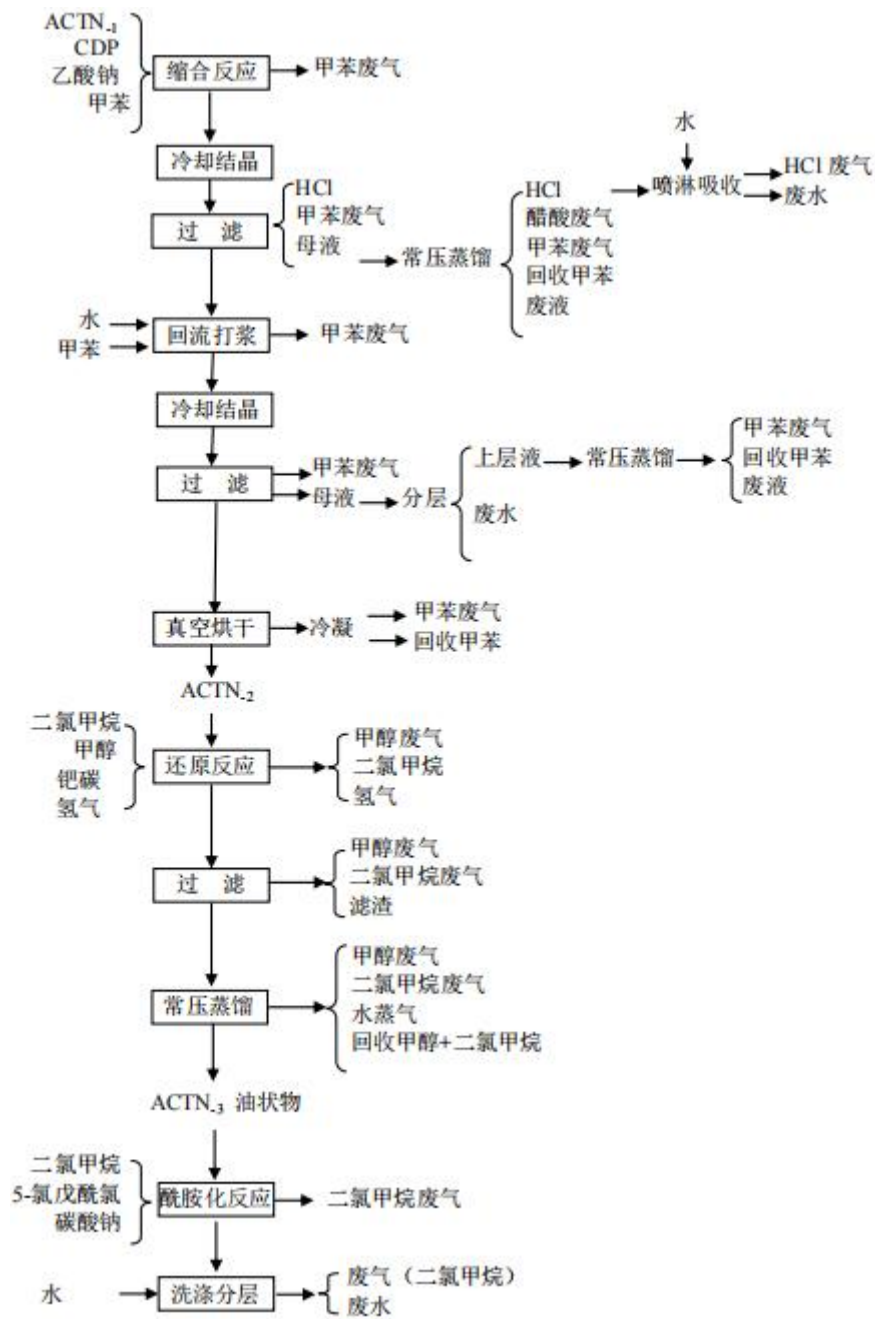 ACTN-1
CDP
乙酸钠
甲苯
缩合反应
甲苯废气
冷却结晶
过 滤
HCl
甲苯废气
母液
常压蒸馏
HCl
醋酸废气
甲苯废气
回收甲苯
废液
水
喷淋吸收
HCl 废气
废水
水
甲苯
回流打浆
甲苯废气
冷却结晶
过 滤
甲苯废气
母液
分层
上层液
废水
常压蒸馏
甲苯废气
回收甲苯
废液
真空烘干
冷凝
甲苯废气
回收甲苯
ACTN-2
二氯甲烷
甲醇
钯碳
氢气
还原反应
甲醇废气
二氯甲烷
氢气
过 滤
甲醇废气
二氯甲烷废气
滤渣
常压蒸馏
甲醇废气
二氯甲烷废气
水蒸气
回收甲醇+二氯甲烷
ACTN-3 油状物
二氯甲烷
5-氯戊酰氯
碳酸钠
酰胺化反应
二氯甲烷废气
水
洗涤分层
废气（二氯甲烷）
废水